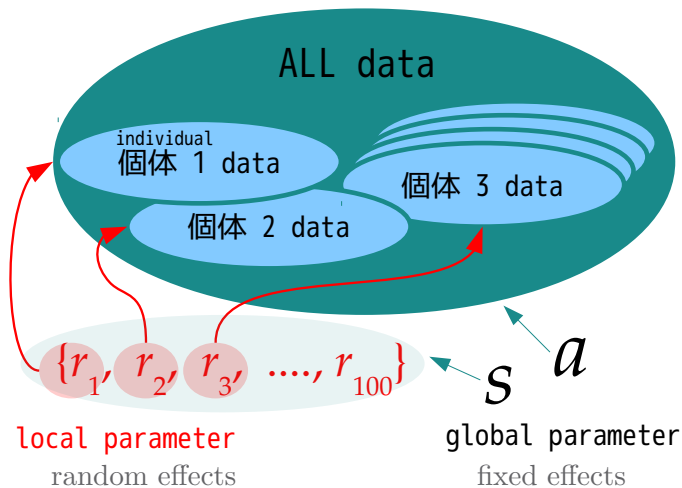 ALL data
individual
個体 1 data
個体 3 data
個体 2 data
{r1, r2, r3, ...., r100}
s
a
local parameter
global parameter
random effects
fixed effects